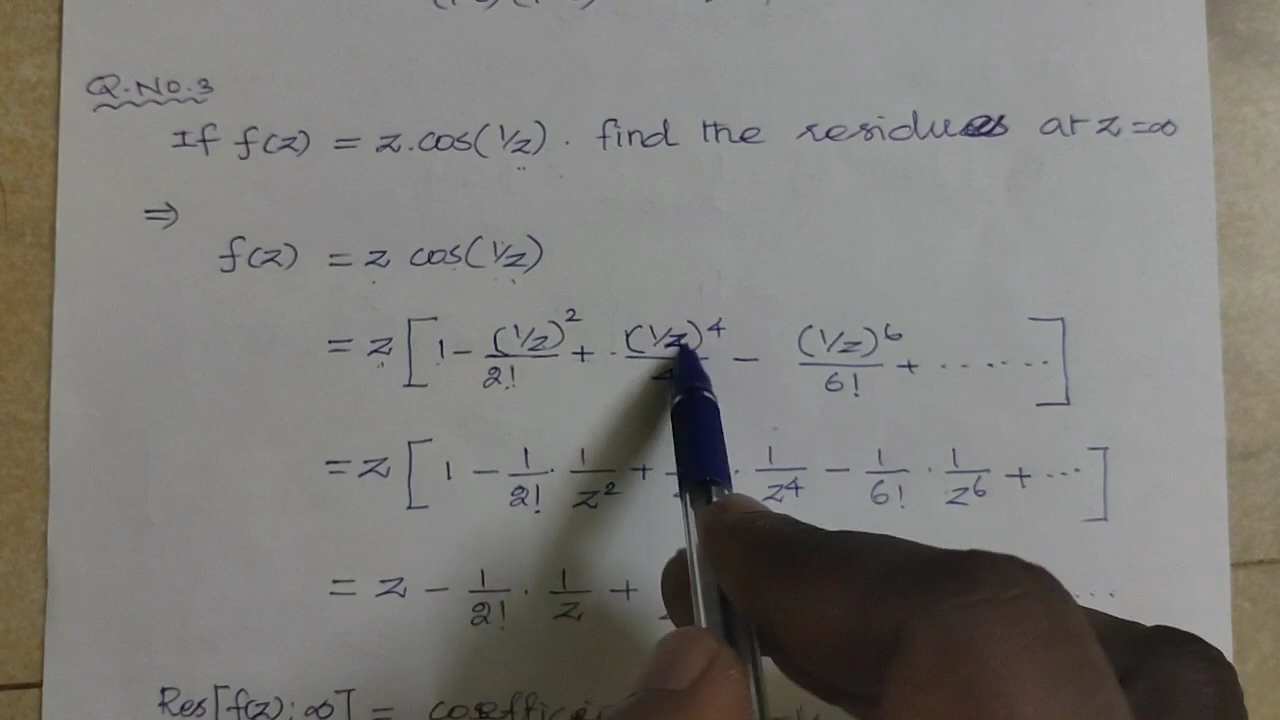 Q.No.3
If f(z) = z.cos(1/z). find the residues at z=∞
⇒
f(z) = z cos(1/z)
= z [ 1 - (1/z)^2/2! + (1/z)^4/ - (1/z)^6/6! + ....... ]
= z [ 1 - 1/2! . 1/z^2 + . 1/z^4 - 1/6! . 1/z^6 + ... ]
= z - 1/2! . 1/z + ...
Res[f(z); ∞] =